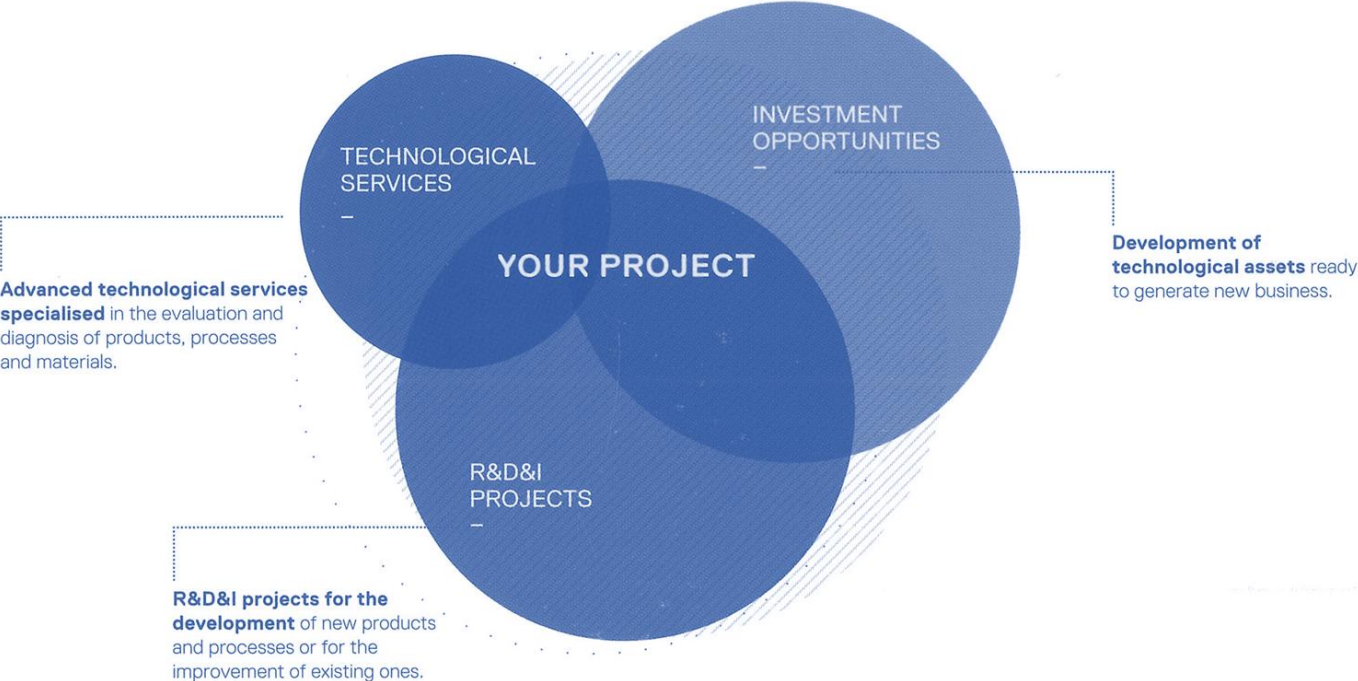 TECHNOLOGICAL
SERVICES
–
INVESTMENT
OPPORTUNITIES
–
YOUR PROJECT
R&D&I
PROJECTS
–
Advanced technological services
specialised in the evaluation and
diagnosis of products, processes
and materials.
Development of
technological assets ready
to generate new business.
R&D&I projects for the
development of new products
and processes or for the
improvement of existing ones.